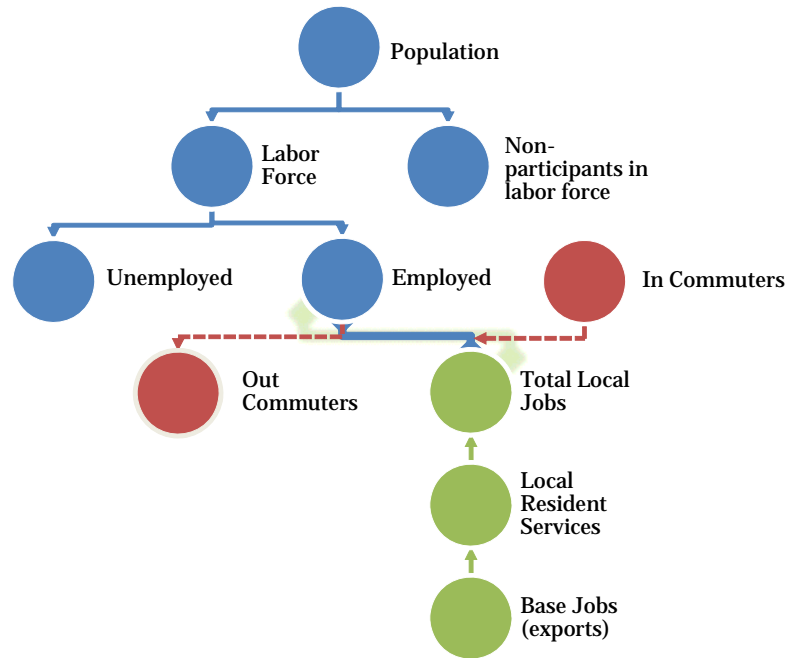 Population
Labor
Force
Non-
participants in
labor force
Unemployed
Employed
In Commuters
Out
Commuters
Total Local
Jobs
Local
Resident
Services
Base Jobs
(exports)